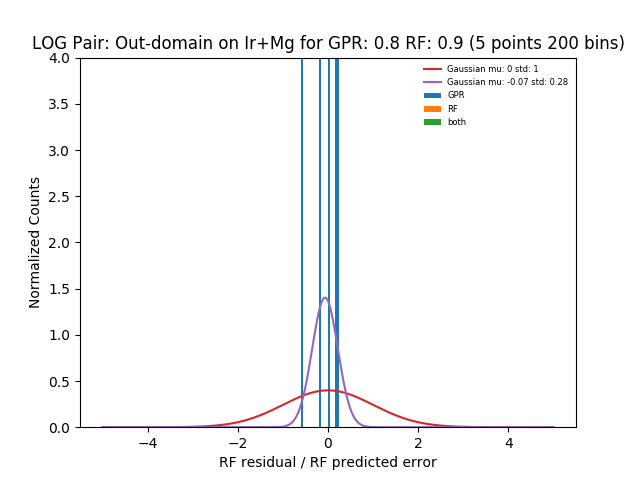 LOG Pair: Out-domain on Ir+Mg for GPR: 0.8 RF: 0.9 (5 points 200 bins)
Gaussian mu: 0 std: 1
Gaussian mu: -0.07 std: 0.28
GPR
RF
both
Normalized Counts
4.0
3.5
3.0
2.5
2.0
1.5
1.0
0.5
0.0
−4
−2
0
2
4
RF residual / RF predicted error